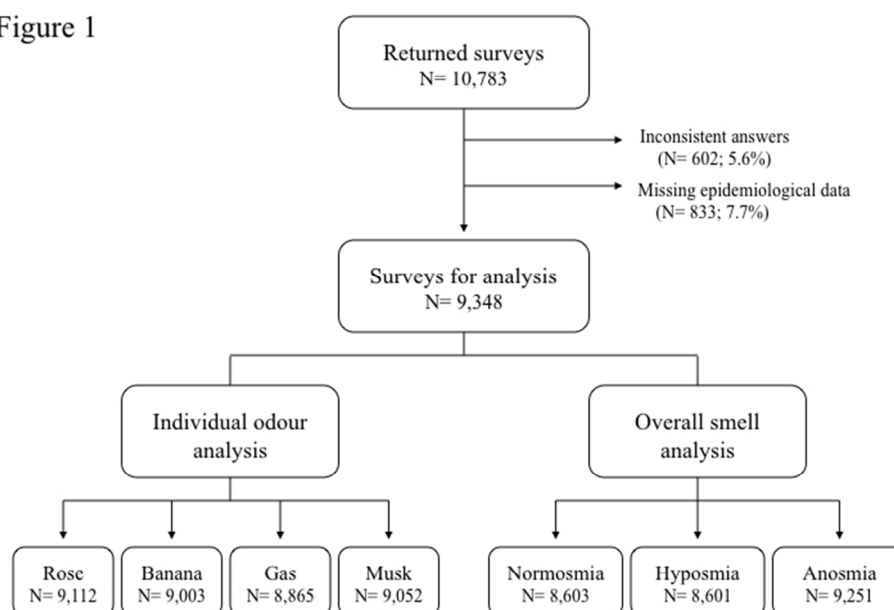 Figure 1
Returned surveys
N= 10,783
Inconsistent answers
(N= 602; 5.6%)
Missing epidemiological data
(N= 833; 7.7%)
Surveys for analysis
N= 9,348
Individual odour
analysis
Overall smell
analysis
Rose
N= 9,112
Banana
N= 9,003
Gas
N= 8,865
Musk
N= 9,052
Normosmia
N= 8,603
Hyposmia
N= 8,601
Anosmia
N= 9,251